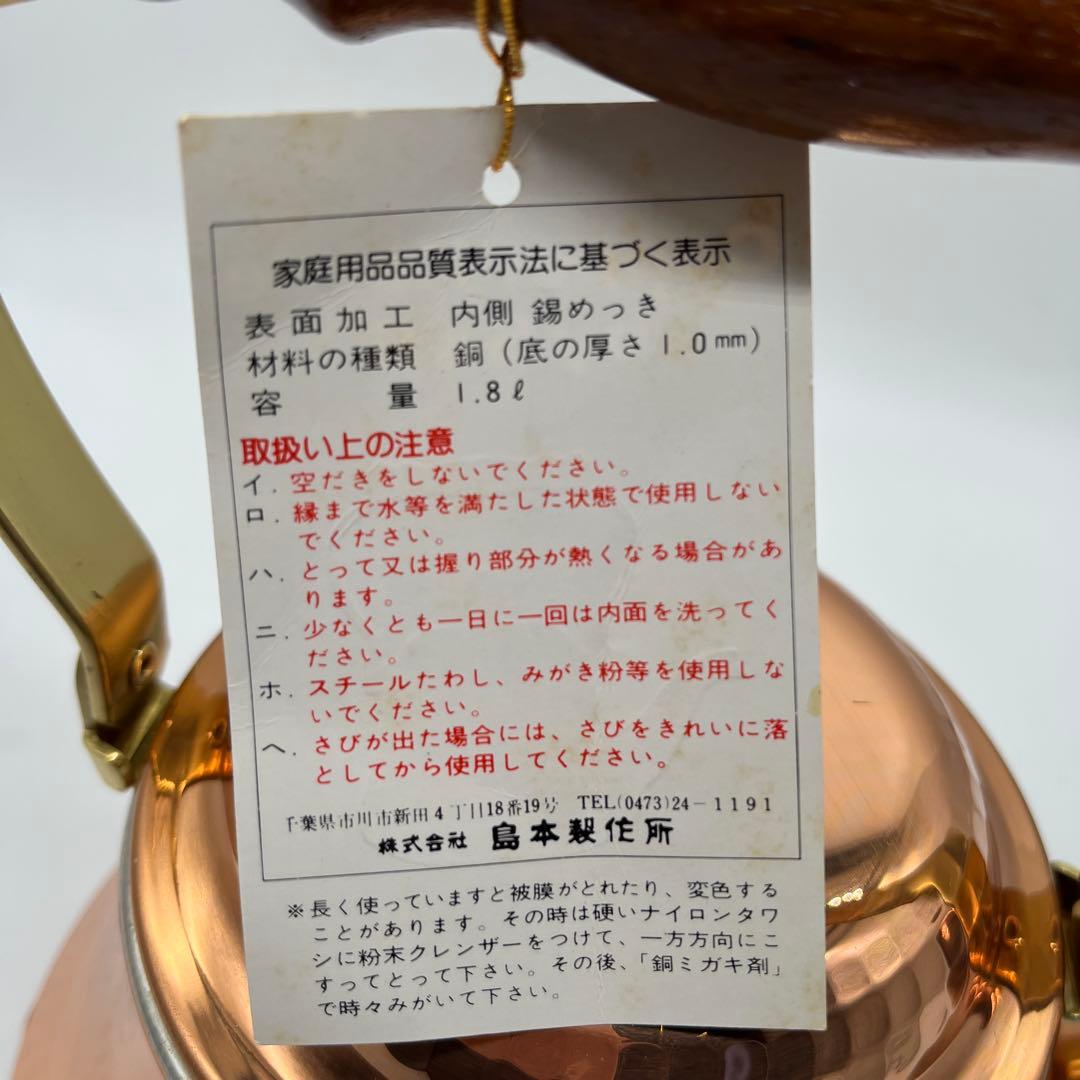 家庭用品品質表示法に基づく表示
表面加工 内側 錫めっき
材料の種類 銅(底の厚さ 1.0mm)
容量 1.8ℓ
取扱い上の注意
イ. 空だきをしないでください。
ロ. 縁まで水等を満たした状態で使用しない
でください。
ハ. とって又は握り部分が熱くなる場合があ
ります。
ニ. 少なくとも一日に一回は内面を洗ってく
ださい。
ホ. スチールたわし、みがき粉等を使用しな
いでください。
ヘ. さびが出た場合には、さびをきれいに落
としてから使用してください。
千葉県市川市新田4丁目18番19号 TEL(0473)24-1191
株式会社 島本製作所
※長く使っていますと被膜がとれたり、変色する
ことがあります。その時は硬いナイロンタワ
シに粉末クレンザーをつけて、一方方向にこ
すってとって下さい。その後、「銅ミガキ剤」
で時々みがいて下さい。